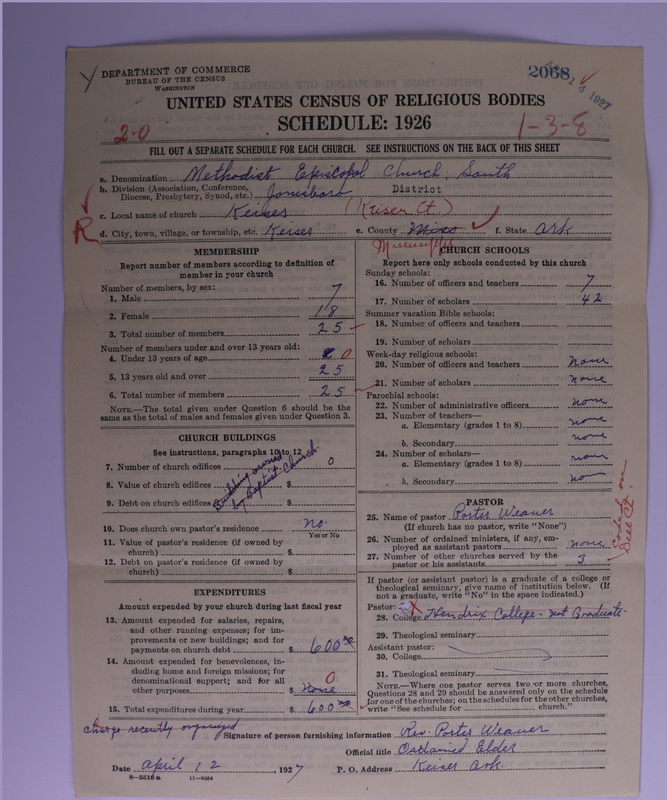 DEPARTMENT OF COMMERCE
BUREAU OF THE CENSUS
WASHINGTON
2068
14 1927
UNITED STATES CENSUS OF RELIGIOUS BODIES
SCHEDULE: 1926
2-0
1-3-8
FILL OUT A SEPARATE SCHEDULE FOR EACH CHURCH. SEE INSTRUCTIONS ON THE BACK OF THIS SHEET
a. Denomination Methodist Episcopal Church, South
b. Division (Association, Conference, Diocese, Presbytery, Synod, etc.) Jonesboro District
c. Local name of church Keiser (Keiser Ct.)
R
d. City, town, village, or township, etc. Keiser e. County Miss f. State Ark
Mississippi
MEMBERSHIP
Report number of members according to definition of
member in your church
Number of members, by sex:
1. Male 7
2. Female 18
3. Total number of members 25
Number of members under and over 13 years old:
4. Under 13 years of age 0
5. 13 years old and over 25
6. Total number of members 25
NOTE.—The total given under Question 6 should be
same as the total of males and females given under Question 3.
CHURCH BUILDINGS
See instructions, paragraphs 10 to 12
7. Number of church edifices 0
8. Value of church edifices $
9. Debt on church edifices $
Building owned
by Baptist Church
10. Does church own pastor's residence no.
Yes or No
11. Value of pastor's residence (if owned by
church) $
12. Debt on pastor's residence (if owned by
church) $
EXPENDITURES
Amount expended by your church during last fiscal year
13. Amount expended for salaries, repairs,
and other running expenses; for im-
provements or new buildings; and for
payments on church debt $600.00
14. Amount expended for benevolences, in-
cluding home and foreign missions; for
denominational support; and for all
other purposes $ None 0
15. Total expenditures during year $600.00
CHURCH SCHOOLS
Report here only schools conducted by this church
Sunday schools:
16. Number of officers and teachers 7
17. Number of scholars 42
Summer vacation Bible schools:
18. Number of officers and teachers
19. Number of scholars
Week-day religious schools:
20. Number of officers and teachers none
21. Number of scholars none
Parochial schools:
22. Number of administrative officers none
23. Number of teachers—
a. Elementary (grades 1 to 8) none
b. Secondary none
24. Number of scholars—
a. Elementary (grades 1 to 8) none
b. Secondary none
PASTOR
25. Name of pastor Porter Weaver
(If church has no pastor, write "None")
26. Number of ordained ministers, if any, em-
ployed as assistant pastors none
27. Number of other churches served by the
pastor or his assistants 3
If pastor (or assistant pastor) is a graduate of a college or
theological seminary, give name of institution below. (If
not a graduate, write "No" in the space indicated.)
Pastor:
28. College Hendrix College - not Graduate
29. Theological seminary
Assistant pastor:
30. College
31. Theological seminary
NOTE.—Where one pastor serves two or more churches,
Questions 28 and 29 should be answered only on the schedule
for one of the churches; on the schedules for the other churches,
write "See schedule for church."
charge recently organized
Signature of person furnishing information Rev. Porter Weaver
Official title Ordained Elder
Date April 12, 1927 P. O. Address Keiser Ark.
8-5516a 11-9084